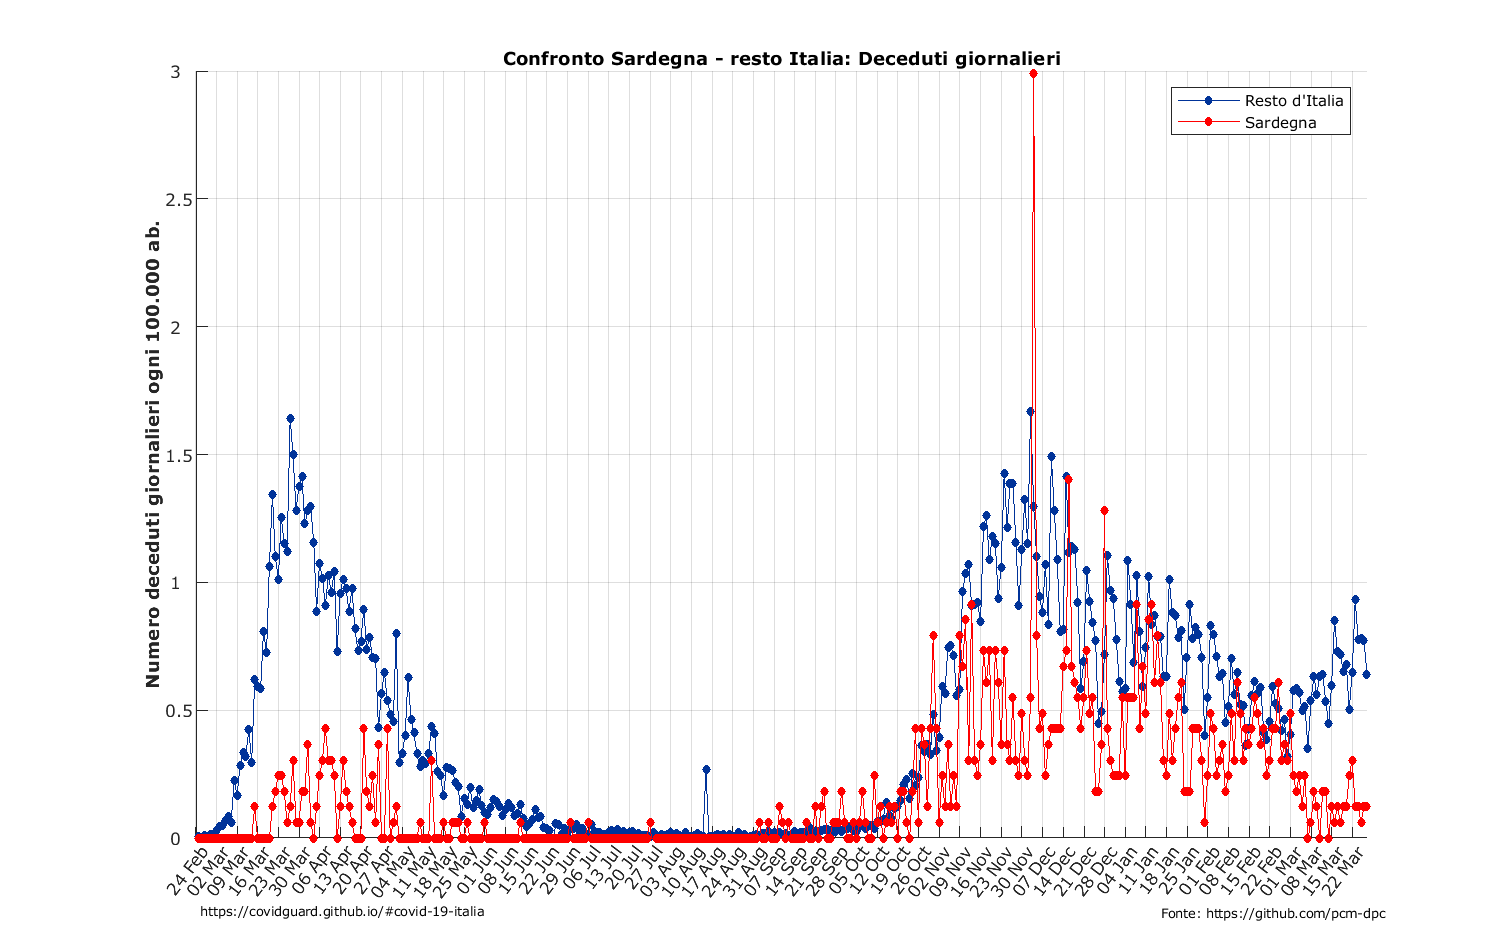 Confronto Sardegna - resto Italia: Deceduti giornalieri
Resto d'Italia
Sardegna
Numero deceduti giornalieri ogni 100.000 ab.
3
2.5
2
1.5
1
0.5
0
24 Feb
02 Mar
09 Mar
16 Mar
23 Mar
30 Mar
06 Apr
13 Apr
20 Apr
27 Apr
04 May
11 May
18 May
25 May
01 Jun
08 Jun
15 Jun
22 Jun
29 Jun
06 Jul
13 Jul
20 Jul
27 Jul
03 Aug
10 Aug
17 Aug
24 Aug
31 Aug
07 Sep
14 Sep
21 Sep
28 Sep
05 Oct
12 Oct
19 Oct
26 Oct
02 Nov
09 Nov
16 Nov
23 Nov
30 Nov
07 Dec
14 Dec
21 Dec
28 Dec
04 Jan
11 Jan
18 Jan
25 Jan
01 Feb
08 Feb
15 Feb
22 Feb
01 Mar
08 Mar
15 Mar
22 Mar
https://covidguard.github.io/#covid-19-italia
Fonte: https://github.com/pcm-dpc